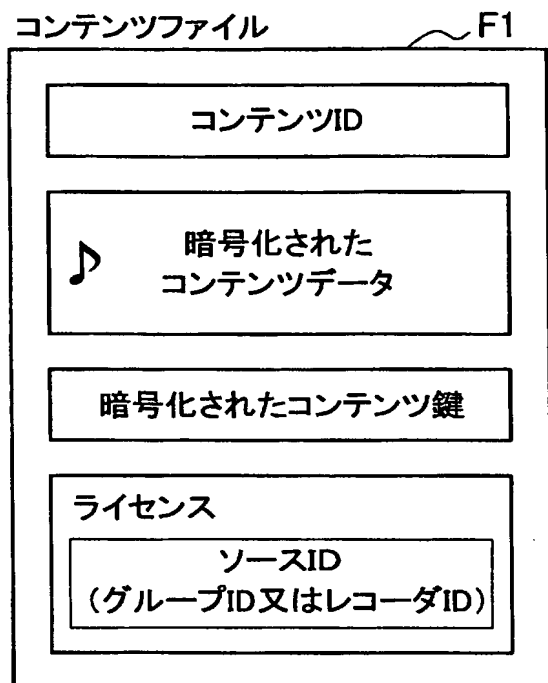 コンテンツファイル
F1
コンテンツID
暗号化された
コンテンツデータ
暗号化されたコンテンツ鍵
ライセンス
ソースID
(グループID又はレコーダID)